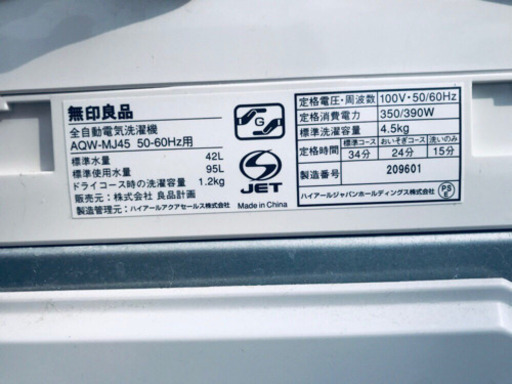 無印良品
全自動電気洗濯機
AQW-MJ45 50-60Hz用
標準水量 42L
標準使用水量 95L
ドライコース時の洗濯容量 1.2kg
販売元：株式会社 良品計画
製造管理元：ハイアールアクアセールス株式会社
G
JET
Made in China
定格電圧・周波数 100V・50/60Hz
定格消費電力 350/390W
標準洗濯容量 4.5kg
定格時間 標準コース おいそぎコース 洗いのみ
34分 24分 15分
製造番号 209601
ハイアールジャパンホールディングス株式会社
PSE